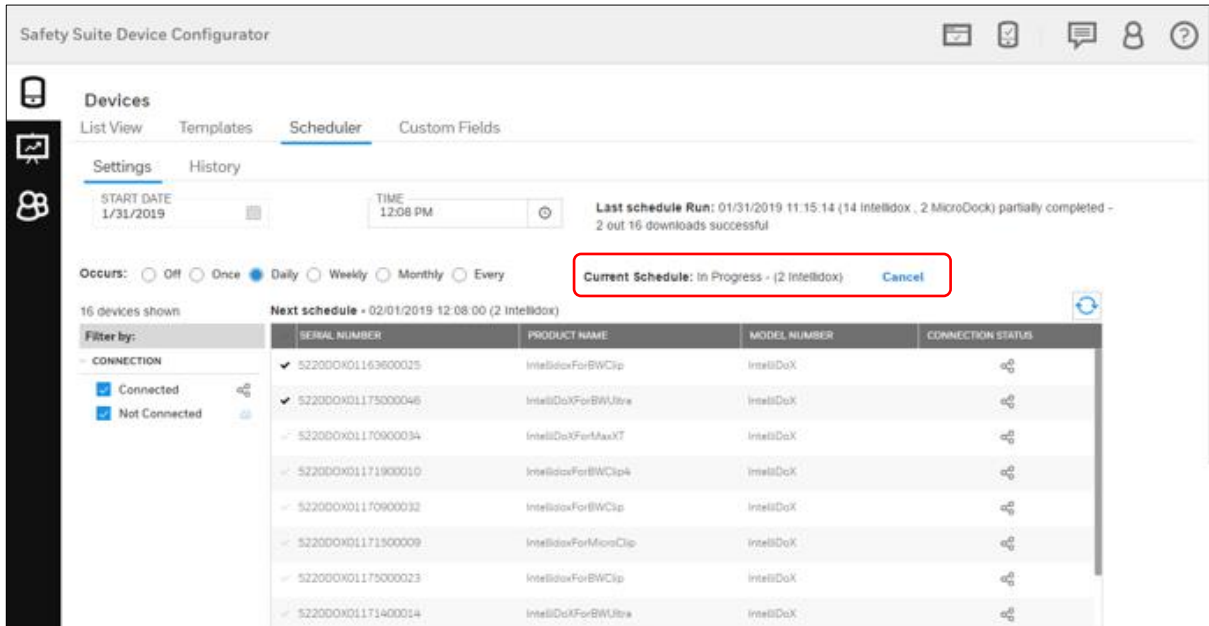 Safety Suite Device Configurator
Devices
List View Templates Scheduler Custom Fields
Settings History
START DATE
1/31/2019
TIME
12:08 PM
Last schedule Run: 01/31/2019 11:15:14 (14 Intellidox , 2 MicroDock) partially completed -
2 out 16 downloads successful
Occurs: Off Once Daily Weekly Monthly Every
Current Schedule: In Progress - (2 Intellidox) Cancel
16 devices shown
Next schedule - 02/01/2019 12:08:00 (2 Intellidox)
Filter by:
CONNECTION
Connected
Not Connected
SERIAL NUMBER PRODUCT NAME MODEL NUMBER CONNECTION STATUS
5220DOX01163600025 IntellidoxForBWClip IntelliDoX
5220DOX01175000046 IntelliDoXForBWUltra IntelliDoX
5220DOX01170900034 IntelliDoXForMaxXT IntelliDoX
5220DOX01171900010 IntellidoxForBWClip4 IntelliDoX
5220DOX01170900032 IntellidoxForBWClip IntelliDoX
5220DOX01171500009 IntellidoxForMicroClip IntelliDoX
5220DOX01175000023 IntellidoxForBWClip IntelliDoX
5220DOX01171400014 IntelliDoXForBWUltra IntelliDoX